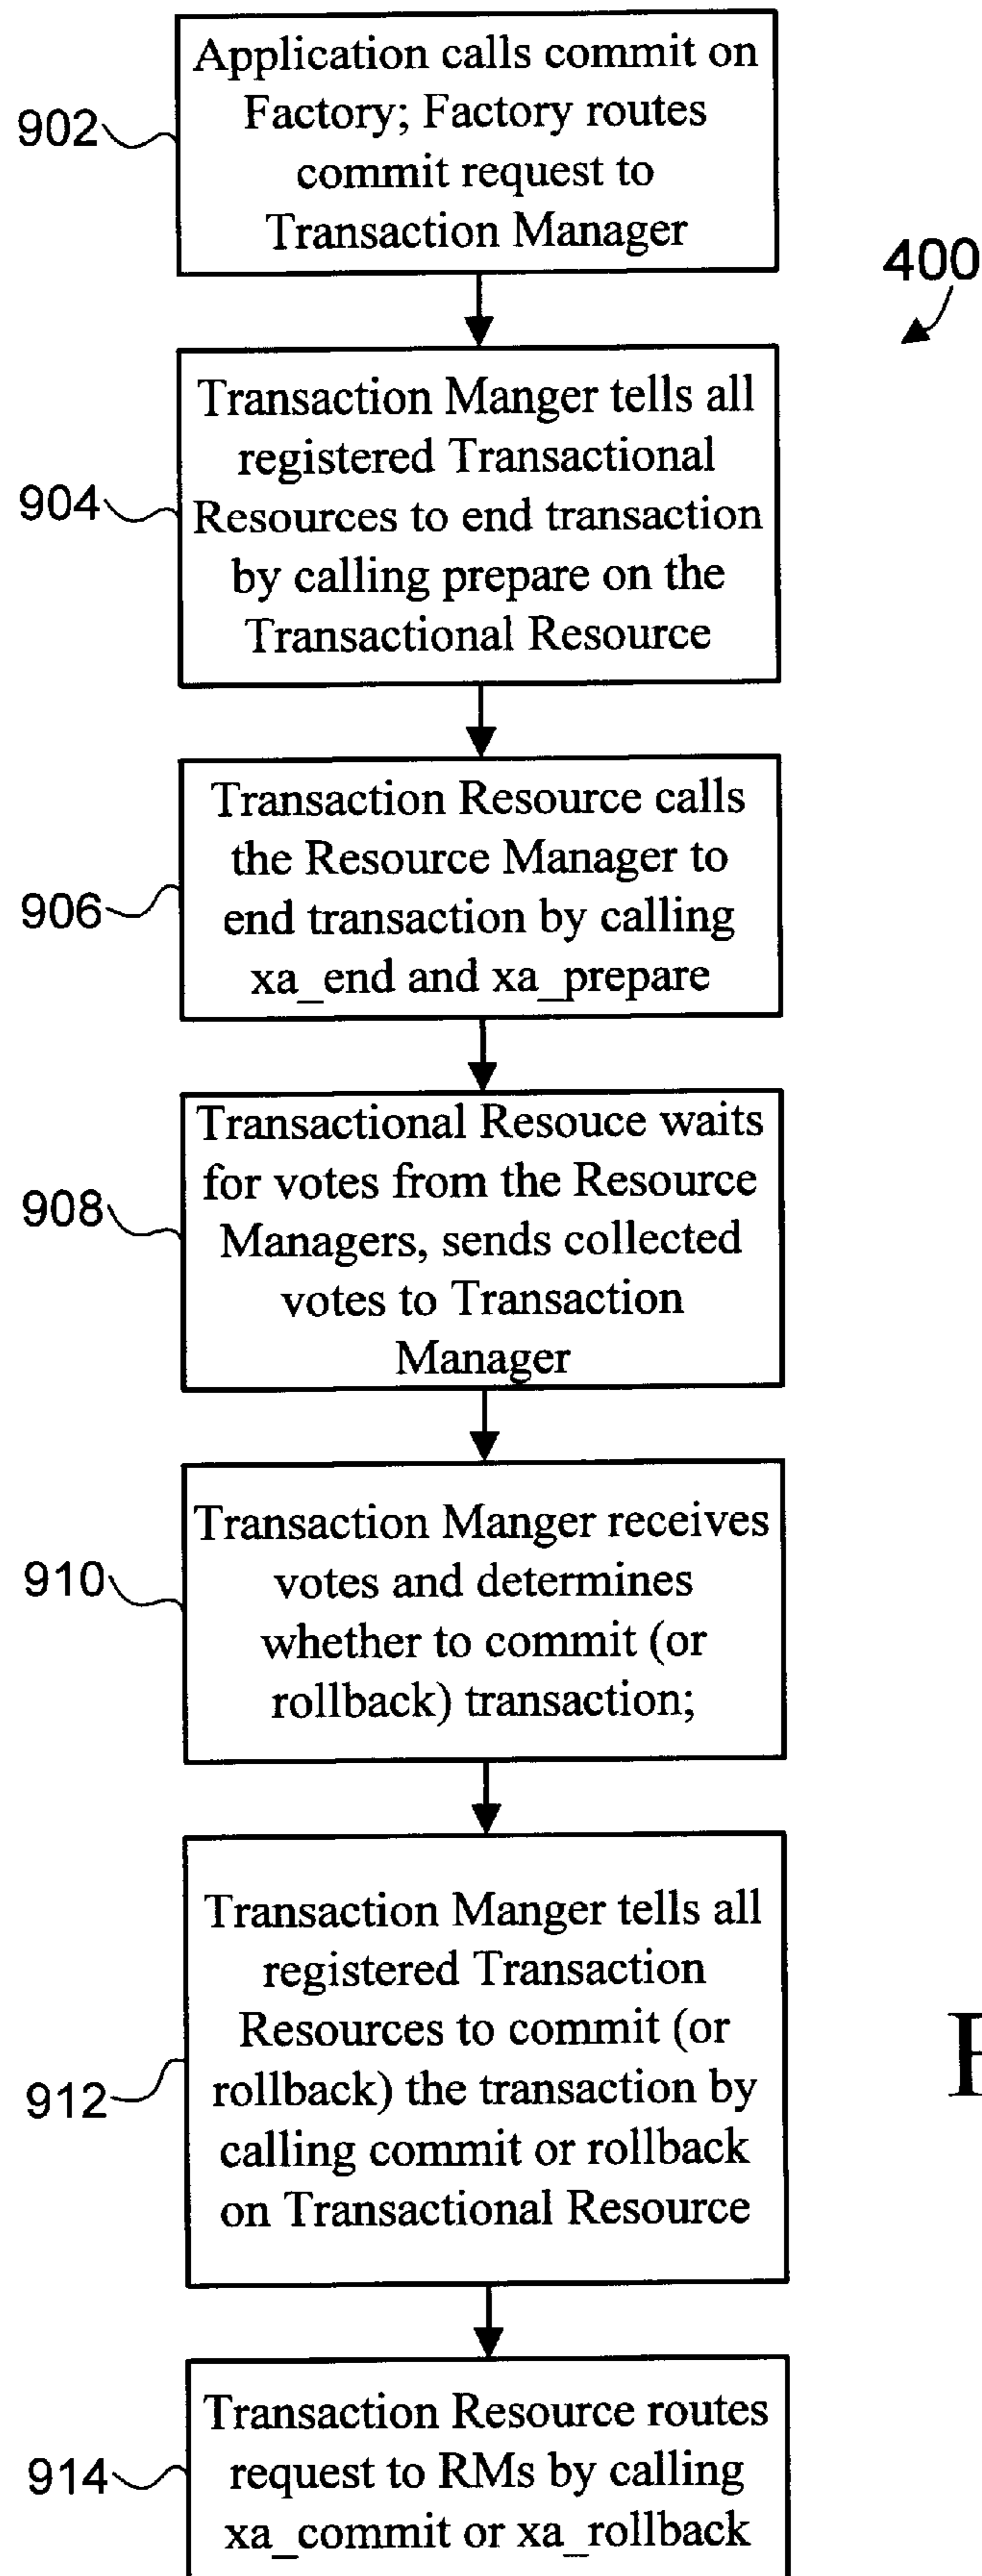 Application calls commit on
Factory; Factory routes
commit request to
Transaction Manager
902
400
Transaction Manger tells all
registered Transactional
Resources to end transaction
by calling prepare on the
Transactional Resource
904
Transaction Resource calls
the Resource Manager to
end transaction by calling
xa_end and xa_prepare
906
Transactional Resouce waits
for votes from the Resource
Managers, sends collected
votes to Transaction
Manager
908
Transaction Manger receives
votes and determines
whether to commit (or
rollback) transaction;
910
Transaction Manger tells all
registered Transaction
Resources to commit (or
rollback) the transaction by
calling commit or rollback
on Transactional Resource
912
Transaction Resource routes
request to RMs by calling
xa_commit or xa_rollback
914